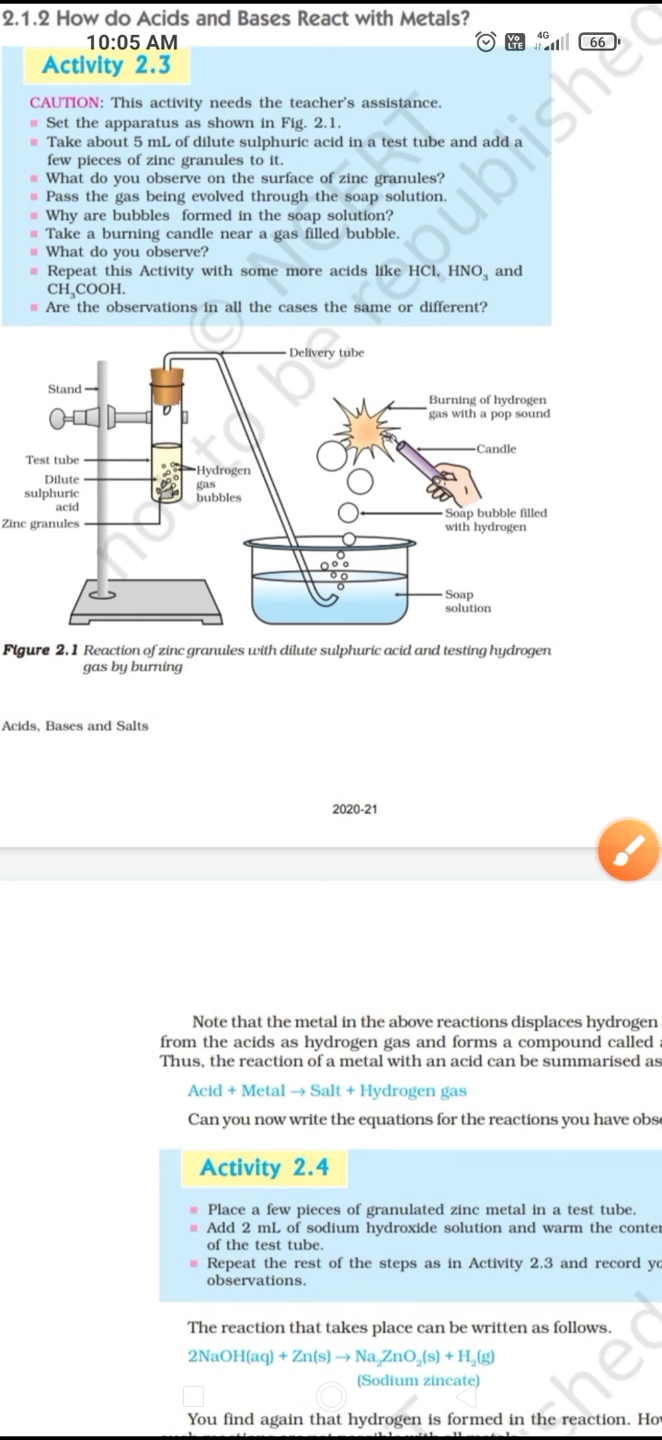 2.1.2 How do Acids and Bases React with Metals?
10:05 AM
Vo
LTE
4G
66
Activity 2.3
CAUTION: This activity needs the teacher's assistance.
Set the apparatus as shown in Fig. 2.1.
Take about 5 mL of dilute sulphuric acid in a test tube and add a
few pieces of zinc granules to it.
What do you observe on the surface of zinc granules?
Pass the gas being evolved through the soap solution.
Why are bubbles formed in the soap solution?
Take a burning candle near a gas filled bubble.
What do you observe?
Repeat this Activity with some more acids like HCl, HNO₃ and
CH₃COOH.
Are the observations in all the cases the same or different?
© NCERT
not to be republished
Delivery tube
Stand
Burning of hydrogen
gas with a pop sound
Candle
Test tube
Dilute
sulphuric
acid
Zinc granules
Hydrogen
gas
bubbles
Soap bubble filled
with hydrogen
Soap
solution
Figure 2.1 Reaction of zinc granules with dilute sulphuric acid and testing hydrogen
gas by burning
Acids, Bases and Salts
2020-21
Note that the metal in the above reactions displaces hydrogen
from the acids as hydrogen gas and forms a compound called
Thus, the reaction of a metal with an acid can be summarised as
Acid + Metal → Salt + Hydrogen gas
Can you now write the equations for the reactions you have obs
Activity 2.4
Place a few pieces of granulated zinc metal in a test tube.
Add 2 mL of sodium hydroxide solution and warm the conte
of the test tube.
Repeat the rest of the steps as in Activity 2.3 and record yo
observations.
The reaction that takes place can be written as follows.
2NaOH(aq) + Zn(s) → Na₂ZnO₂(s) + H₂(g)
(Sodium zincate)
You find again that hydrogen is formed in the reaction. Ho